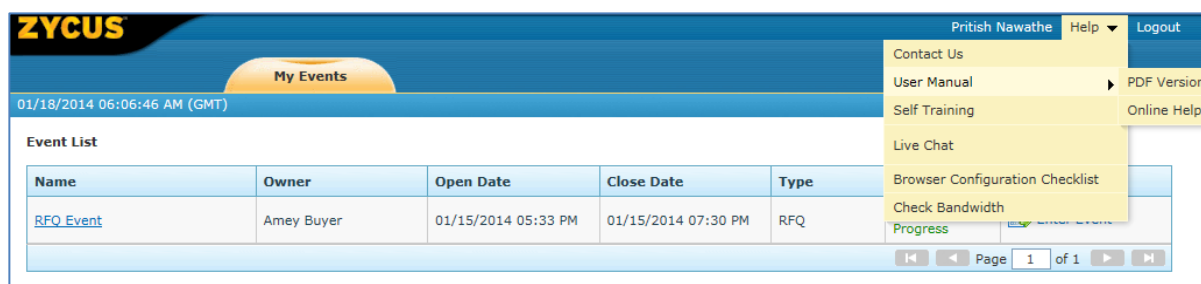 ZYCUS
Pritish Nawathe Help Logout
Contact Us
My Events
User Manual PDF Version
01/18/2014 06:06:46 AM (GMT)
Self Training Online Help
Event List
Live Chat
Name Owner Open Date Close Date Type
Browser Configuration Checklist
Check Bandwidth
RFQ Event Amey Buyer 01/15/2014 05:33 PM 01/15/2014 07:30 PM RFQ
Progress
Page 1 of 1